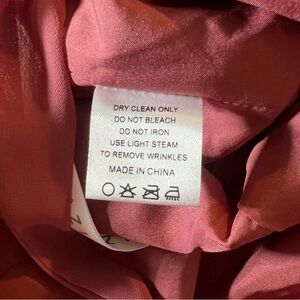 DRY CLEAN ONLY
DO NOT BLEACH
DO NOT IRON
USE LIGHT STEAM
TO REMOVE WRINKLES
MADE IN CHINA